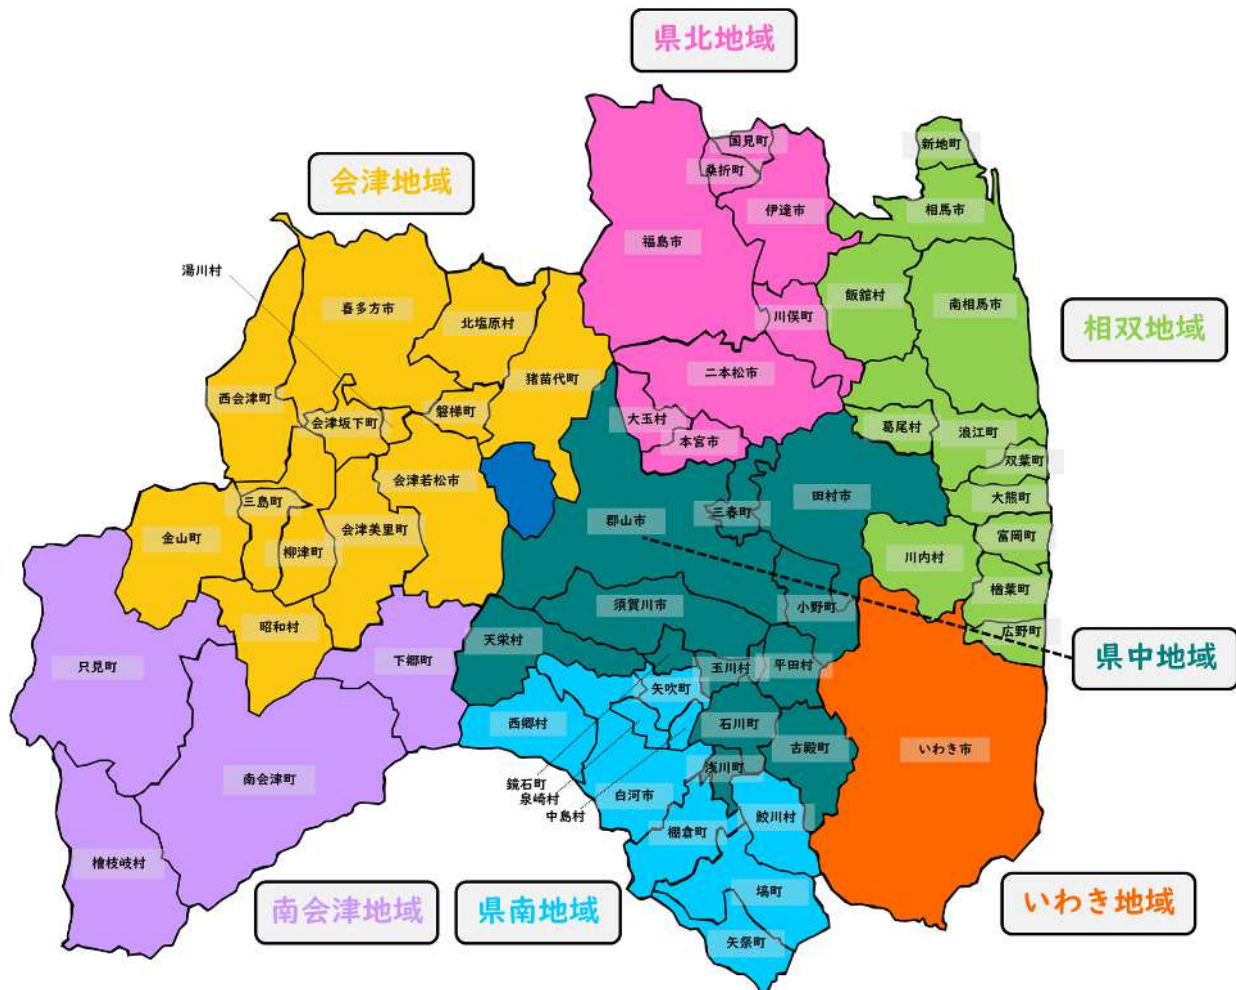 県北地域
国見町
新地町
桑折町
会津地域
伊達市
相馬市
福島市
湯川村
飯舘村
南相馬市
喜多方市
川俣町
北塩原村
相双地域
二本松市
猪苗代町
西会津町
磐梯町
大玉村
会津坂下町
葛尾村
浪江町
本宮市
双葉町
会津若松市
田村市
大熊町
三島町
三春町
郡山市
会津美里町
富岡町
金山町
柳津町
川内村
楢葉町
須賀川市
小野町
昭和村
広野町
天栄村
県中地域
只見町
下郷町
玉川村
平田村
矢吹町
西郷村
石川町
古殿町
いわき市
浅川町
南会津町
鏡石町
白河市
泉崎村
中島村
鮫川村
棚倉町
檜枝岐村
いわき地域
塙町
南会津地域
県南地域
矢祭町